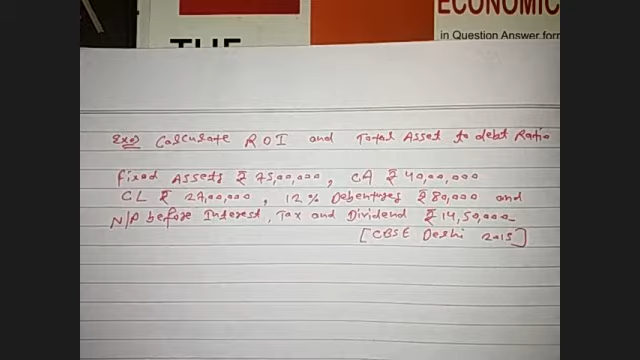 ECONOMIC
in Question Answer form
THE
Exo) Calculate ROI and Total Asset to debt Ratio
Fixed Assets ₹ 75,00,000, CA ₹ 40,00,000
CL ₹ 27,00,000, 12% Debentures ₹ 80,000 and
N/P before Interest, Tax and Dividend ₹ 14,50,000
[CBSE Delhi 2015]